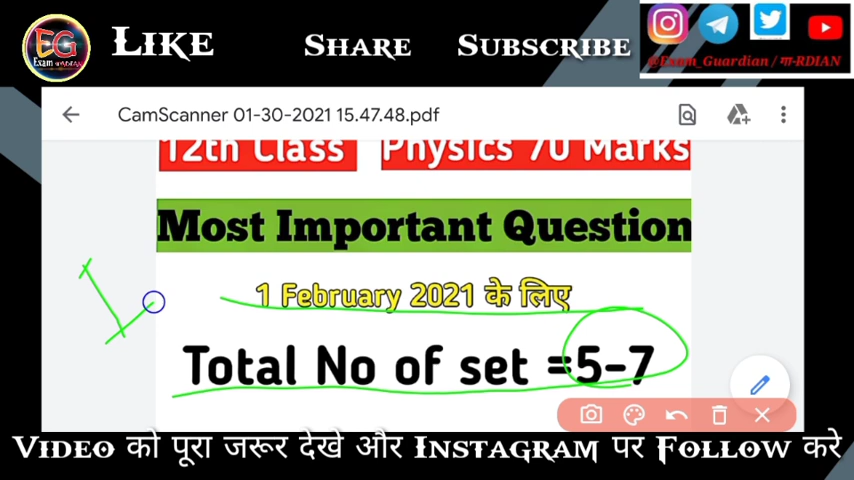 EG
Exam गार्डियन
LIKE SHARE SUBSCRIBE
@Exam_Guardian / गा-RDIAN
CamScanner 01-30-2021 15.47.48.pdf
12th Class Physics 70 Marks
Most Important Question
1 February 2021 के लिए
Total No of set =5-7
VIDEO को पूरा जरूर देखे और INSTAGRAM पर FOLLOW करे